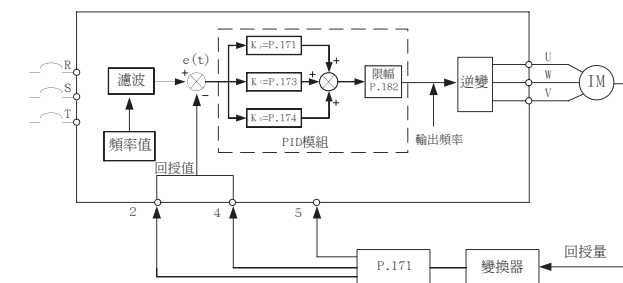 R
S
T
濾波
頻率值
e(t)
+
−
K P=P.171
K I=P.173
K D=P.174
+
+
+
限幅
P.182
PID模組
輸出頻率
逆變
U
W
V
IM
回授值
2
4
5
P.171
變換器
回授量